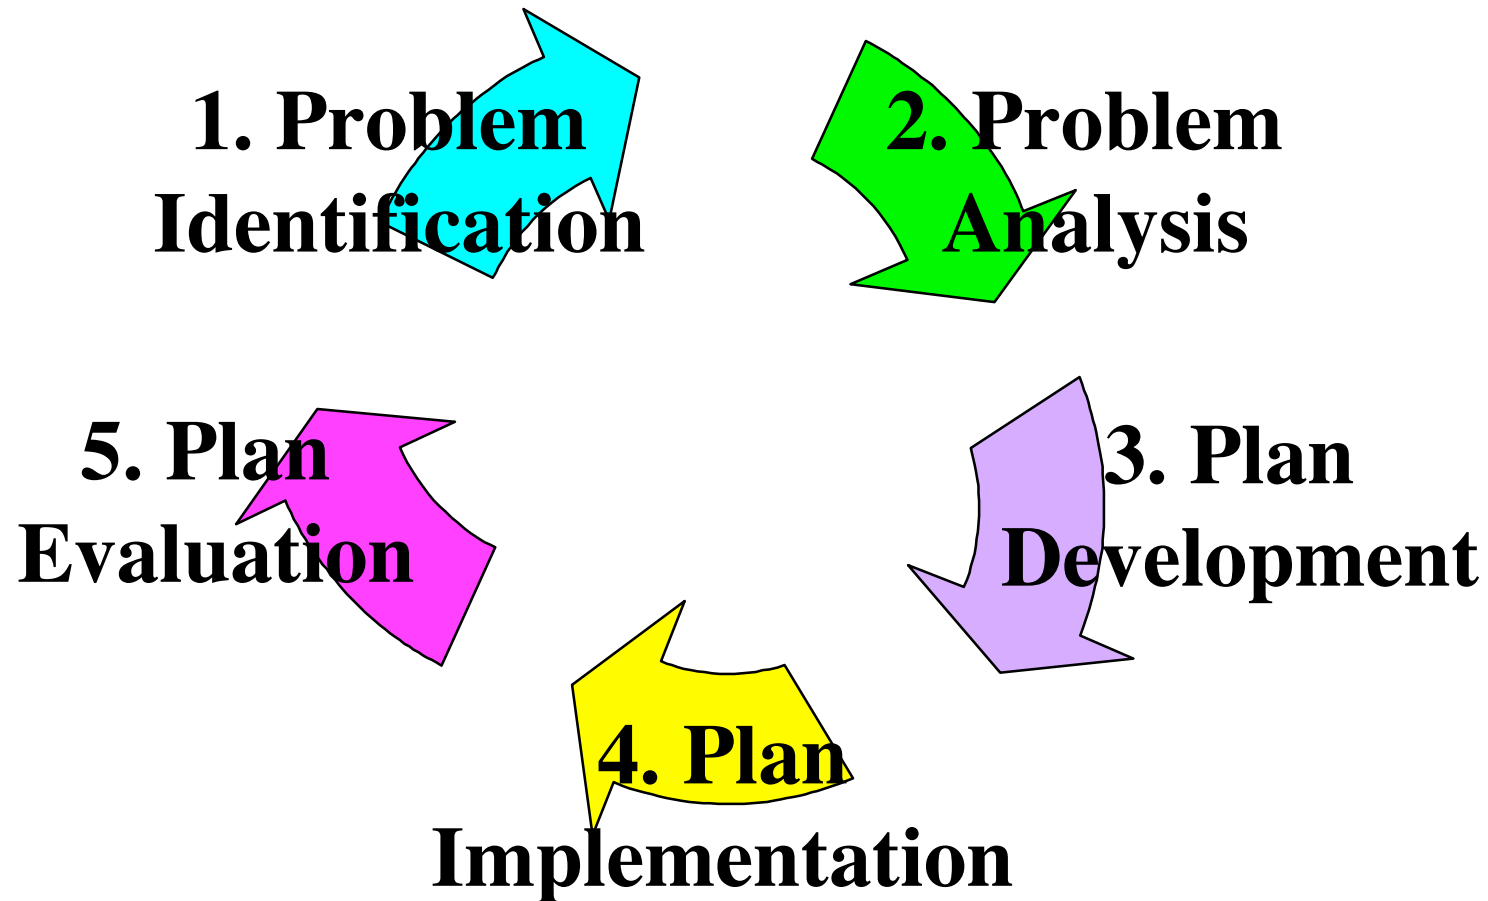 1. Problem
Identification
2. Problem
Analysis
3. Plan
Development
4. Plan
Implementation
5. Plan
Evaluation